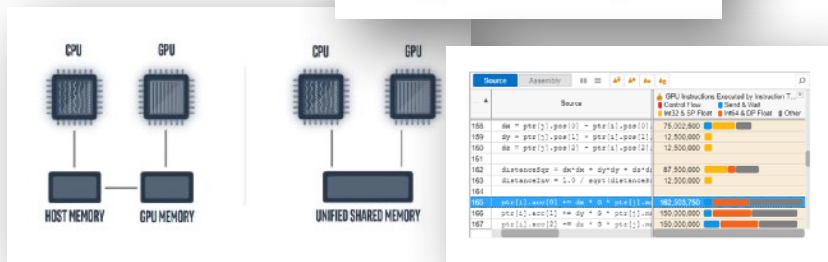 CPU
GPU
HOST MEMORY
GPU MEMORY
CPU
GPU
UNIFIED SHARED MEMORY
Source
Assembly
Source
GPU Instructions Executed by Instruction T...
Control Flow
Send & Wait
Int32 & SP Float
Int64 & DP Float
Other
158 dx = ptr[j].pos[0] - ptr[i].pos[0]. 75,002,500
159 dy = ptr[j].pos[1] - ptr[i].pos[1]. 12,500,000
160 dz = ptr[j].pos[2] - ptr[i].pos[2]. 12,500,000
161
162 distanceSqr = dx*dx + dy*dy + dz*d 87,500,000
163 distanceInv = 1.0 / sqrt(distanceS 12,500,000
164
165 ptr[i].acc[0] += dx * G * ptr[j].m 162,503,750
166 ptr[i].acc[1] += dy * G * ptr[j].m 150,000,000
167 ptr[i].acc[2] += dz * G * ptr[j].m 150,000,000